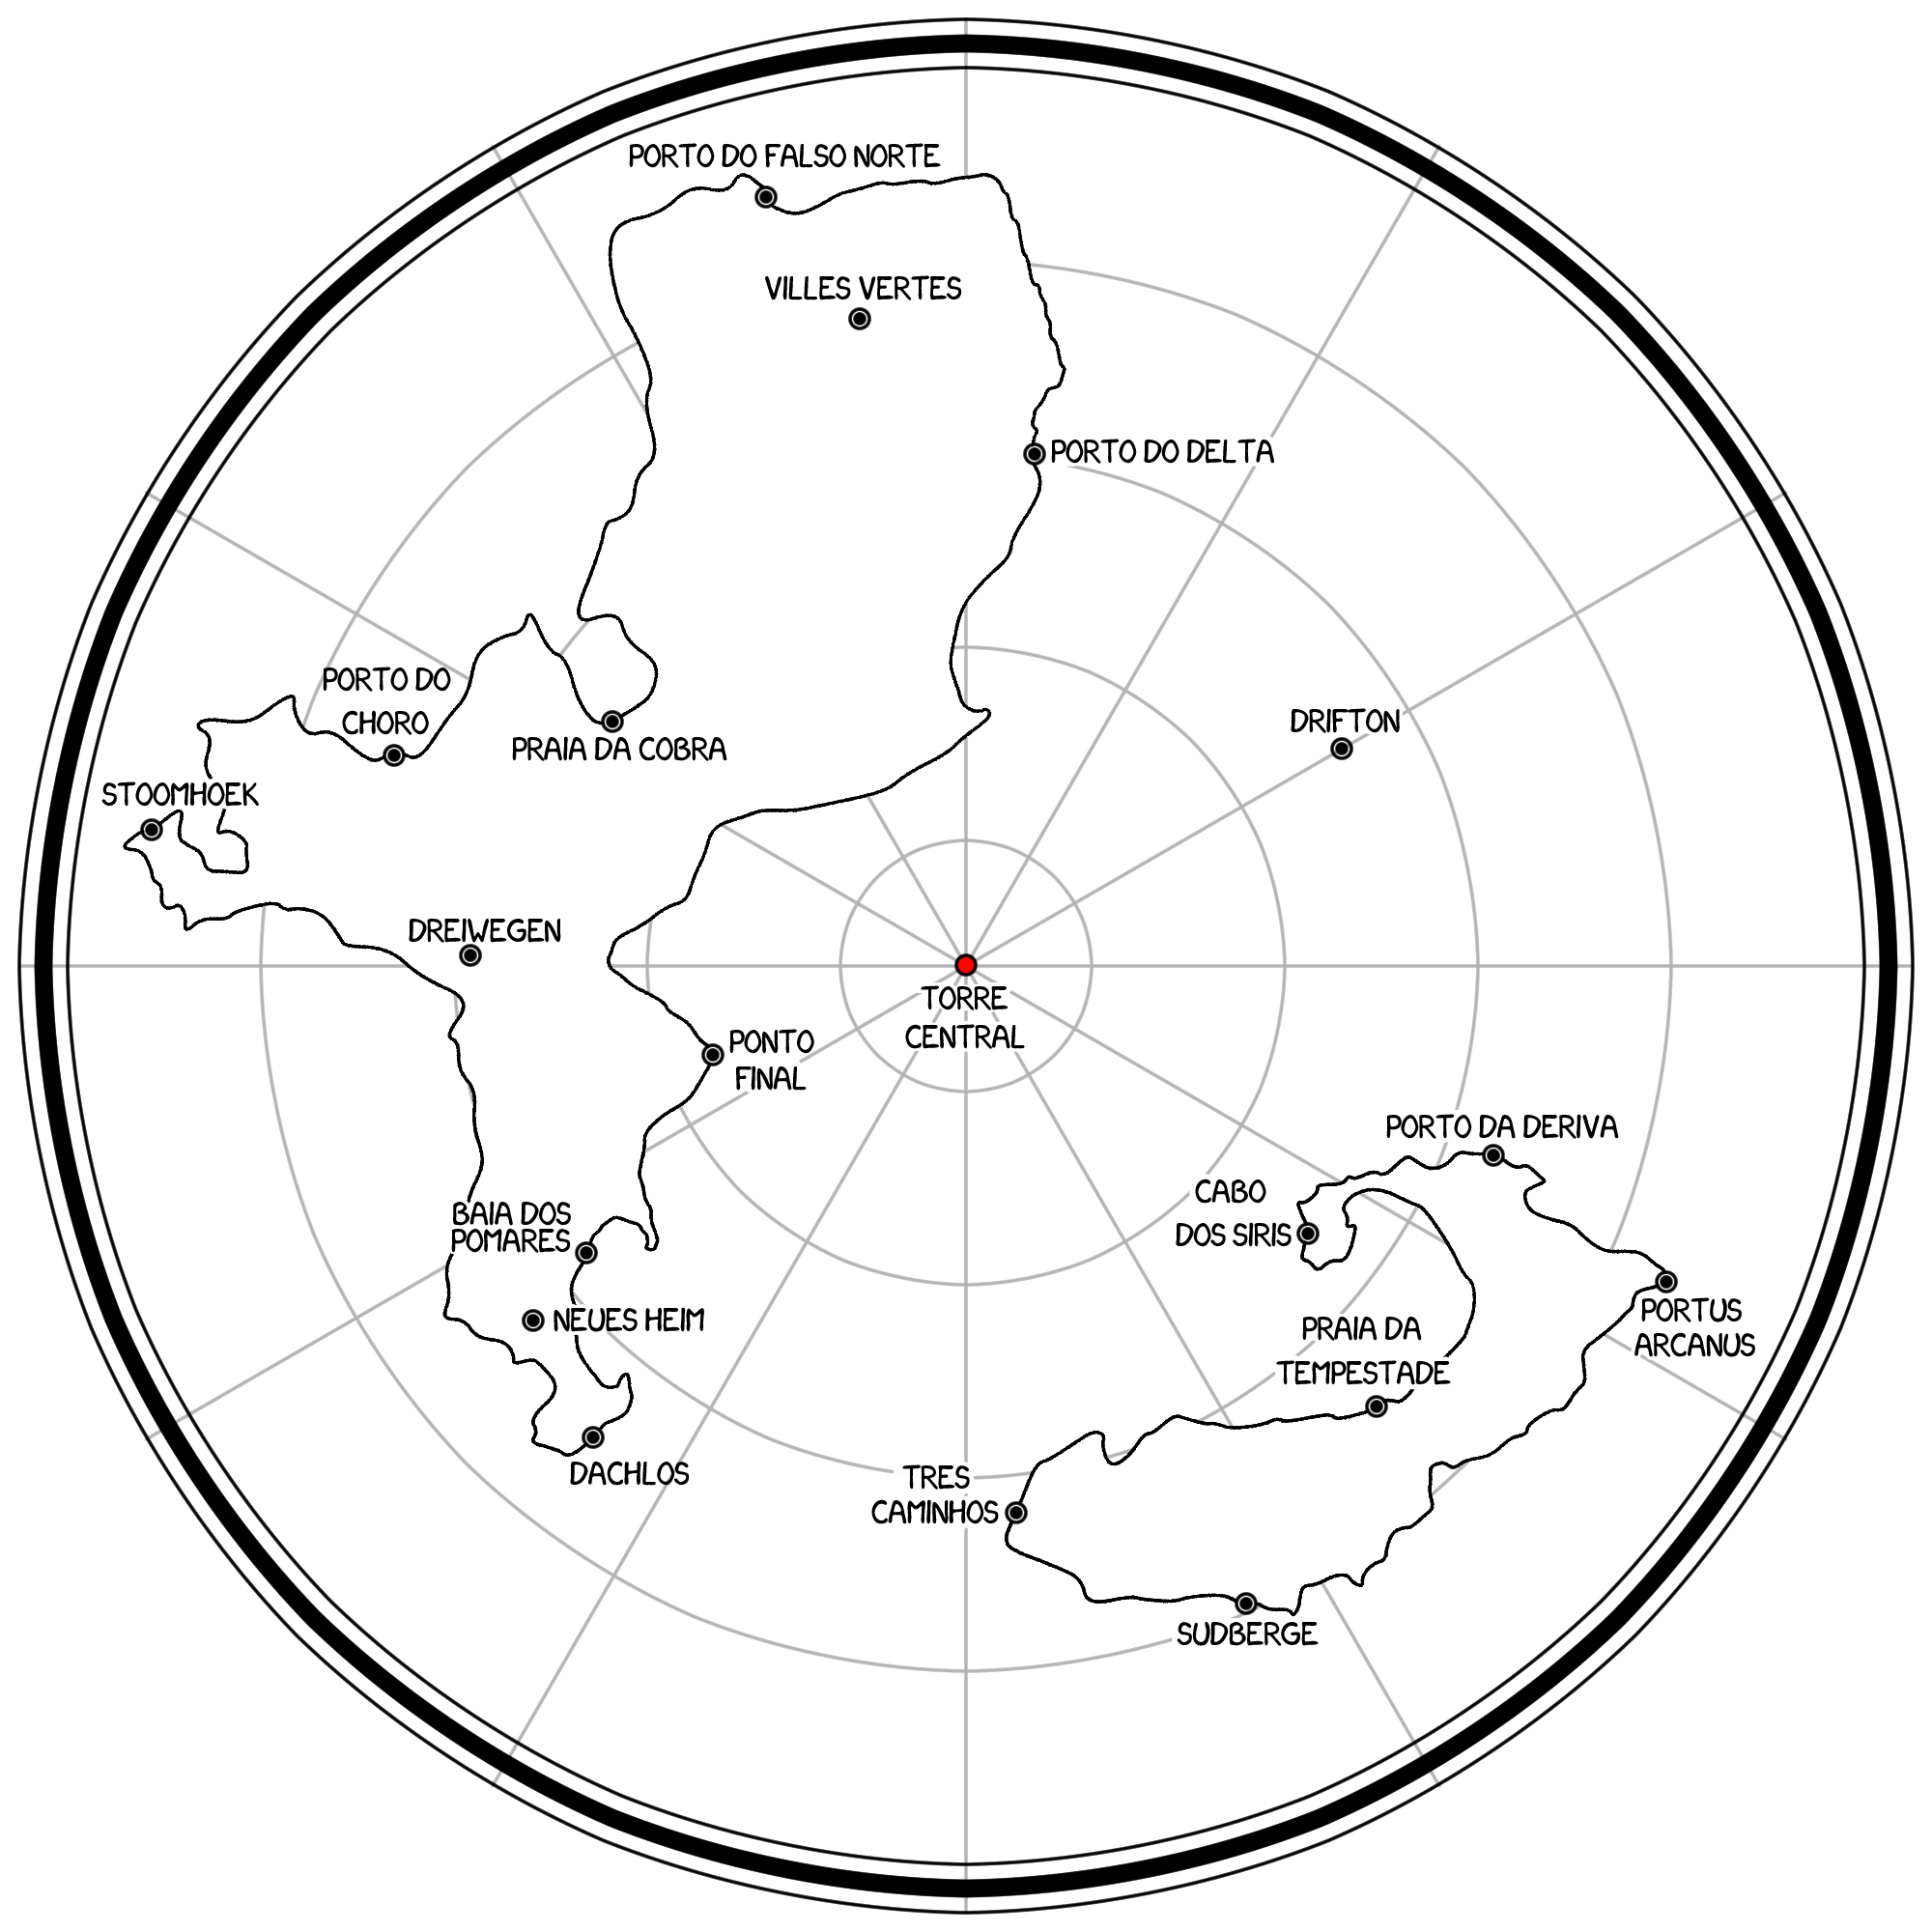 PORTO DO FALSO NORTE
VILLES VERTES
PORTO DO DELTA
PORTO DO
CHORO
PRAIA DA COBRA
DRIFTON
STOOMHOEK
DREIWEGEN
TORRE
CENTRAL
PONTO
FINAL
PORTO DA DERIVA
CABO
DOS SIRIS
BAIA DOS
POMARES
NEUES HEIM
PORTUS
ARCANUS
PRAIA DA
TEMPESTADE
DACHLOS
TRES
CAMINHOS
SUDBERGE